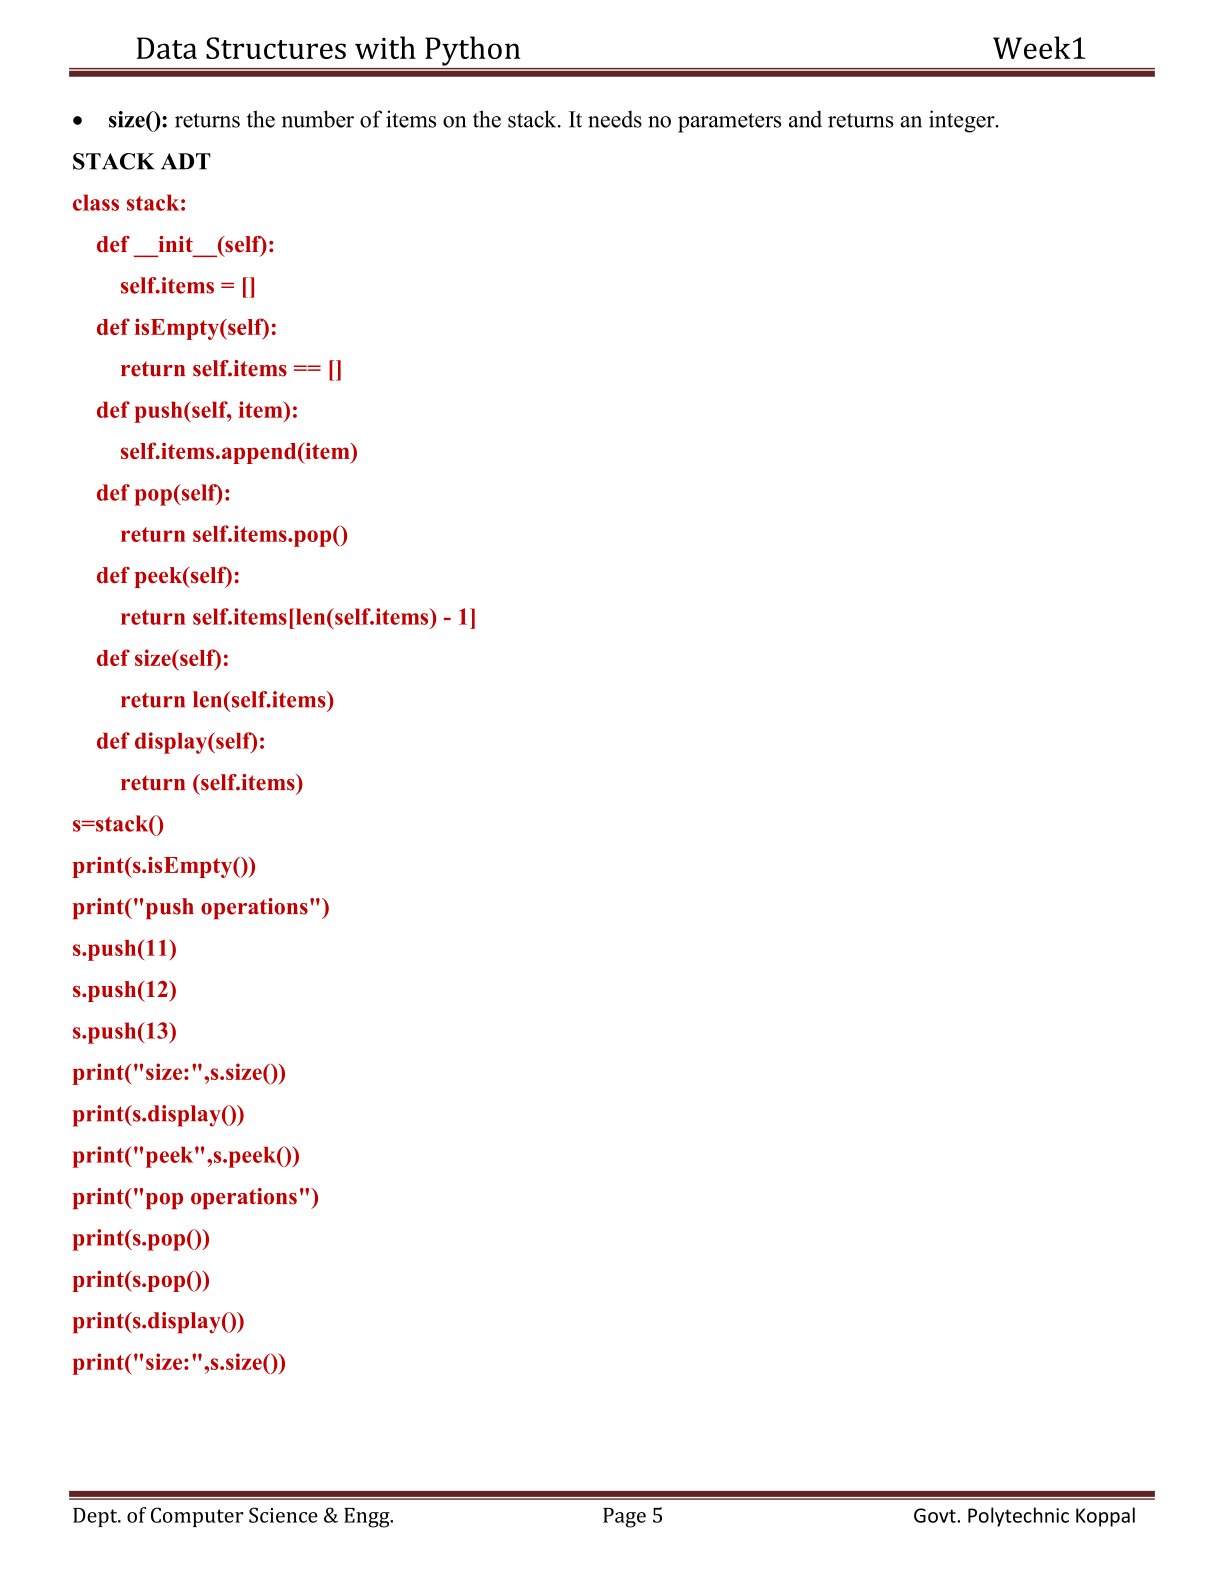 Data Structures with Python Week1
• size(): returns the number of items on the stack. It needs no parameters and returns an integer.
STACK ADT
class stack:
    def __init__(self):
        self.items = []
    def isEmpty(self):
        return self.items == []
    def push(self, item):
        self.items.append(item)
    def pop(self):
        return self.items.pop()
    def peek(self):
        return self.items[len(self.items) - 1]
    def size(self):
        return len(self.items)
    def display(self):
        return (self.items)
s=stack()
print(s.isEmpty())
print("push operations")
s.push(11)
s.push(12)
s.push(13)
print("size:",s.size())
print(s.display())
print("peek",s.peek())
print("pop operations")
print(s.pop())
print(s.pop())
print(s.display())
print("size:",s.size())
Dept. of Computer Science & Engg. Page 5 Govt. Polytechnic Koppal